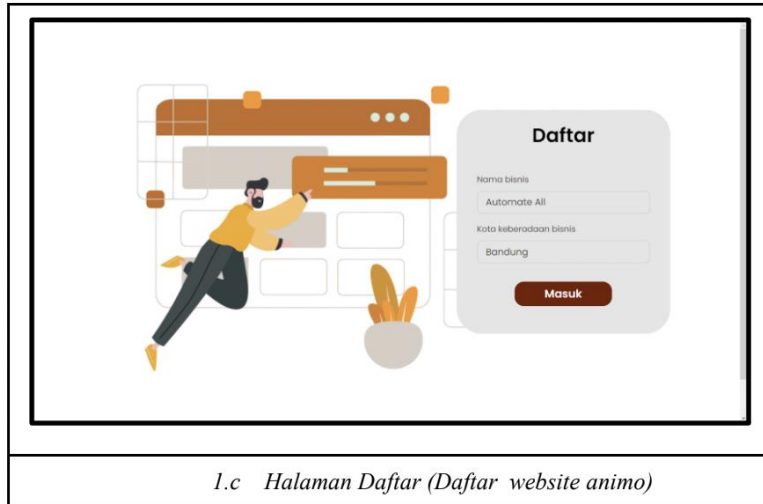 Daftar
Nama bisnis
Automate All
Kota keberadaan bisnis
Bandung
Masuk
1.c Halaman Daftar (Daftar website animo)